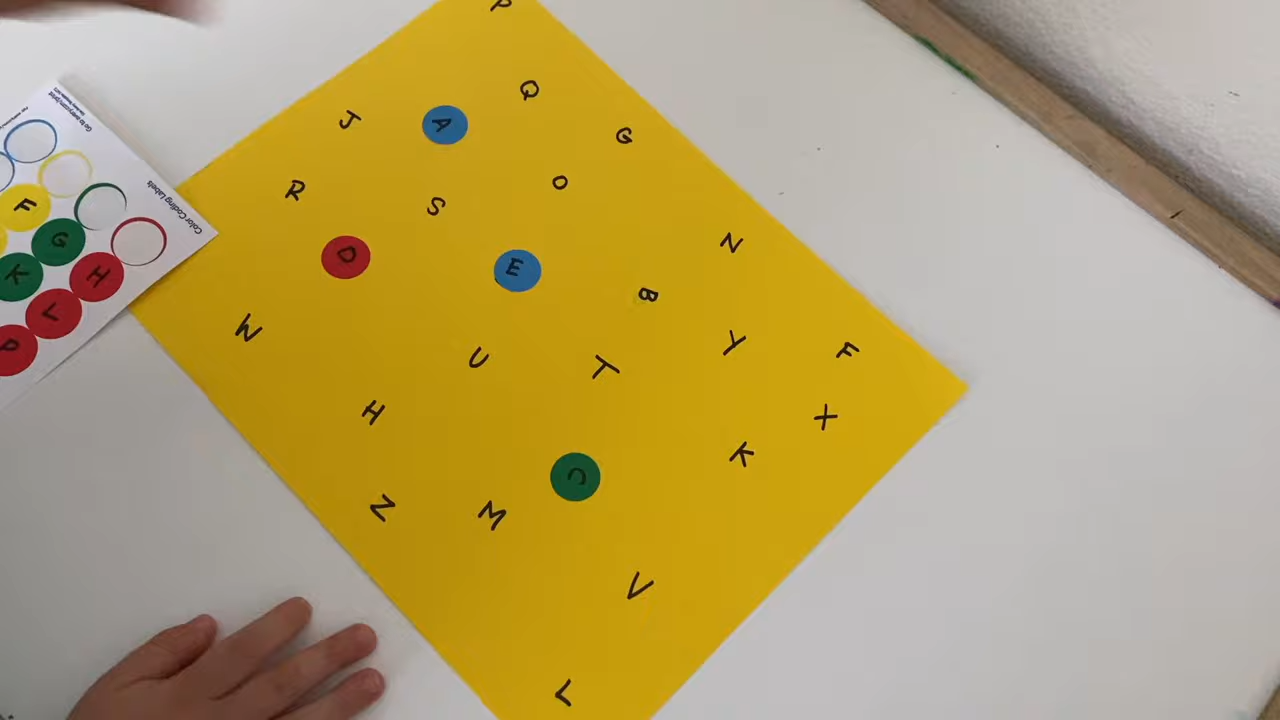 P
Q
J A G
R S O
D E N
B
W U T Y F
H X
K
C
Z M
V
L
Color Coding Labels
F
G
K H
L
P